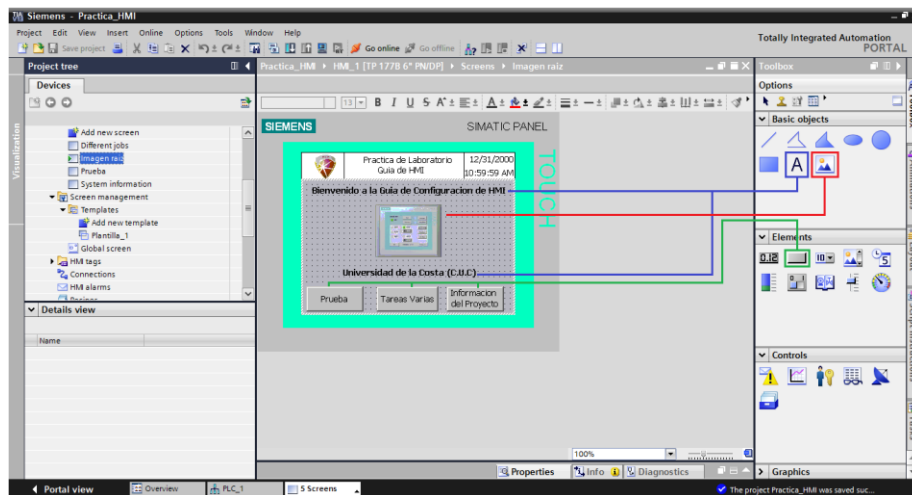 Siemens - Practica_HMI
Project Edit View Insert Online Options Tools Window Help
Save project Go online Go offline
Totally Integrated Automation
PORTAL
Project tree
Practica_HMI HMI_1 [TP 177B 6" PN/DP] Screens Imagen raiz
Toolbox
Devices
Options
Visualization
Add new screen
Different jobs
Imagen raiz
Prueba
System information
Screen management
Templates
Add new template
Plantilla_1
Global screen
HMI tags
Connections
HMI alarms
Details view
Name
13 B I U S A
SIEMENS
SIMATIC PANEL
TOUCH
Practica de Laboratorio
Guia de HMI
12/31/2000
10:59:59 AM
Bienvenido a la Guia de Configuracion de HMI
Universidad de la Costa (C.U.C)
Prueba
Tareas Varias
Informacion
del Proyecto
Basic objects
A
Elements
0.12
10
5
Controls
Graphics
100%
Properties
Info
Diagnostics
Portal view
Overview
PLC_1
5 Screens
The project Practica_HMI was saved suc...